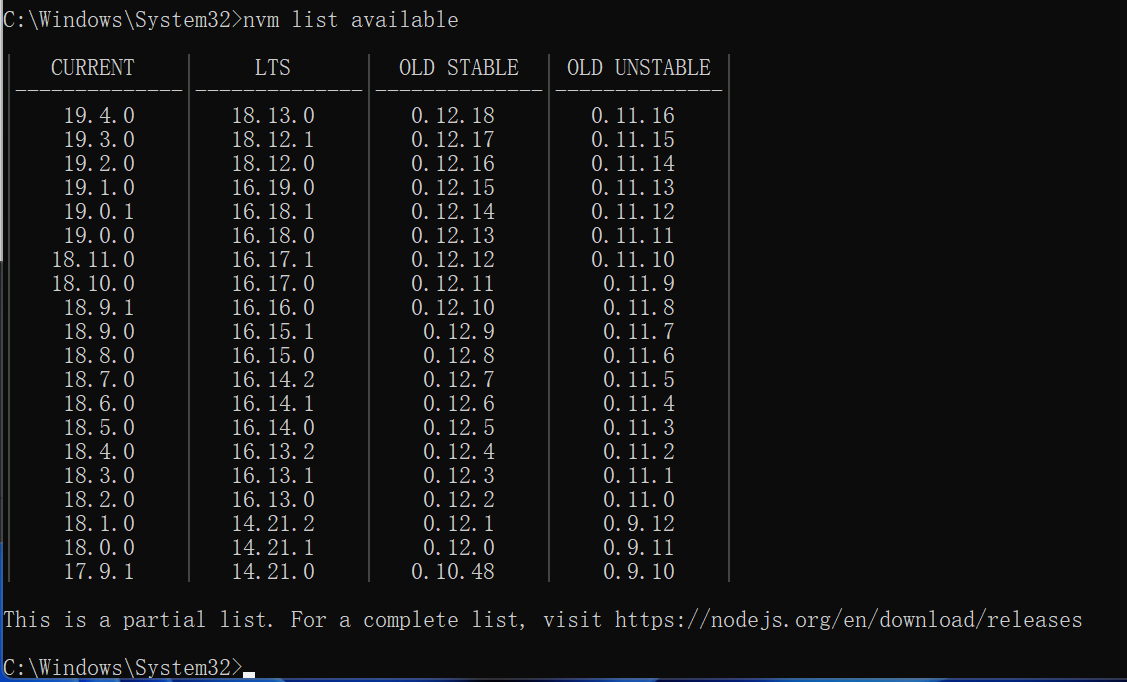 C:\Windows\System32>nvm list available
CURRENT LTS OLD STABLE OLD UNSTABLE
19.4.0 18.13.0 0.12.18 0.11.16
19.3.0 18.12.1 0.12.17 0.11.15
19.2.0 18.12.0 0.12.16 0.11.14
19.1.0 16.19.0 0.12.15 0.11.13
19.0.1 16.18.1 0.12.14 0.11.12
19.0.0 16.18.0 0.12.13 0.11.11
18.11.0 16.17.1 0.12.12 0.11.10
18.10.0 16.17.0 0.12.11 0.11.9
18.9.1 16.16.0 0.12.10 0.11.8
18.9.0 16.15.1 0.12.9 0.11.7
18.8.0 16.15.0 0.12.8 0.11.6
18.7.0 16.14.2 0.12.7 0.11.5
18.6.0 16.14.1 0.12.6 0.11.4
18.5.0 16.14.0 0.12.5 0.11.3
18.4.0 16.13.2 0.12.4 0.11.2
18.3.0 16.13.1 0.12.3 0.11.1
18.2.0 16.13.0 0.12.2 0.11.0
18.1.0 14.21.2 0.12.1 0.9.12
18.0.0 14.21.1 0.12.0 0.9.11
17.9.1 14.21.0 0.10.48 0.9.10
This is a partial list. For a complete list, visit https://nodejs.org/en/download/releases
C:\Windows\System32>